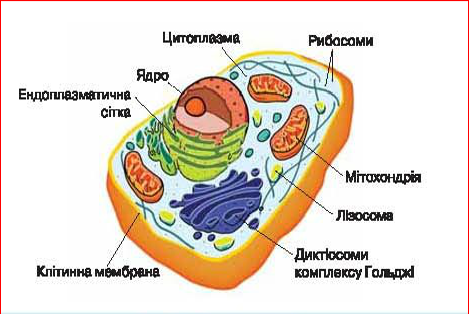 Цитоплазма
Рибосоми
Ядро
Ендоплазматична
сітка
Мітохондрія
Лізосома
Диктіосоми
комплексу Гольджі
Клітинна мембрана